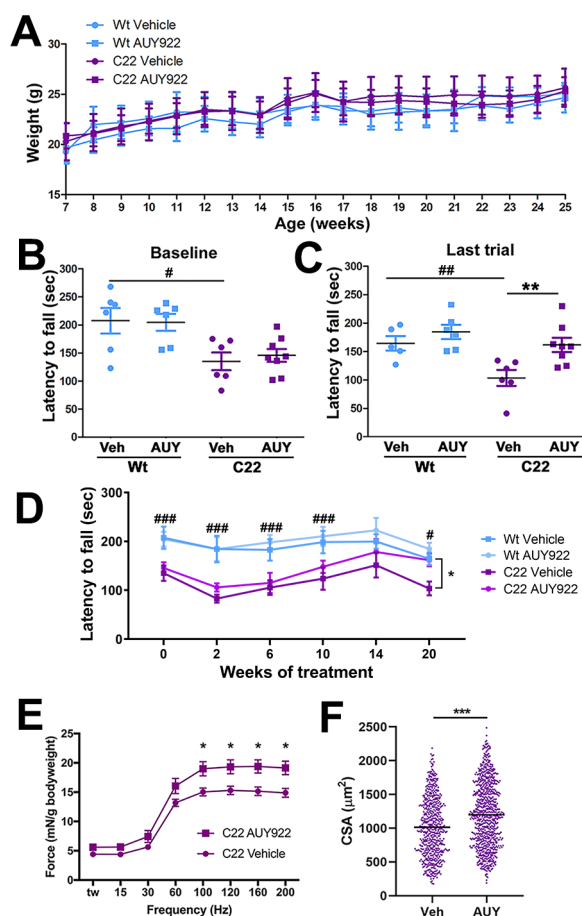 A
Wt Vehicle
Wt AUY922
C22 Vehicle
C22 AUY922
Weight (g)
30
25
20
15
7 8 9 10 11 12 13 14 15 16 17 18 19 20 21 22 23 24 25
Age (weeks)
B
Baseline
Latency to fall (sec)
300
250
200
150
100
50
0
#
Veh AUY Veh AUY
Wt C22
C
Last trial
Latency to fall (sec)
300
250
200
150
100
50
0
##
**
Veh AUY Veh AUY
Wt C22
D
Latency to fall (sec)
300
200
100
0
### ### ### ### #
*
0 2 6 10 14 20
Weeks of treatment
Wt Vehicle
Wt AUY922
C22 Vehicle
C22 AUY922
E
Force (mN/g bodyweight)
25
20
15
10
5
0
* * * *
C22 AUY922
C22 Vehicle
tw 15 30 60 100 120 160 200
Frequency (Hz)
F
CSA (μm²)
2500
2000
1500
1000
500
0
***
Veh AUY